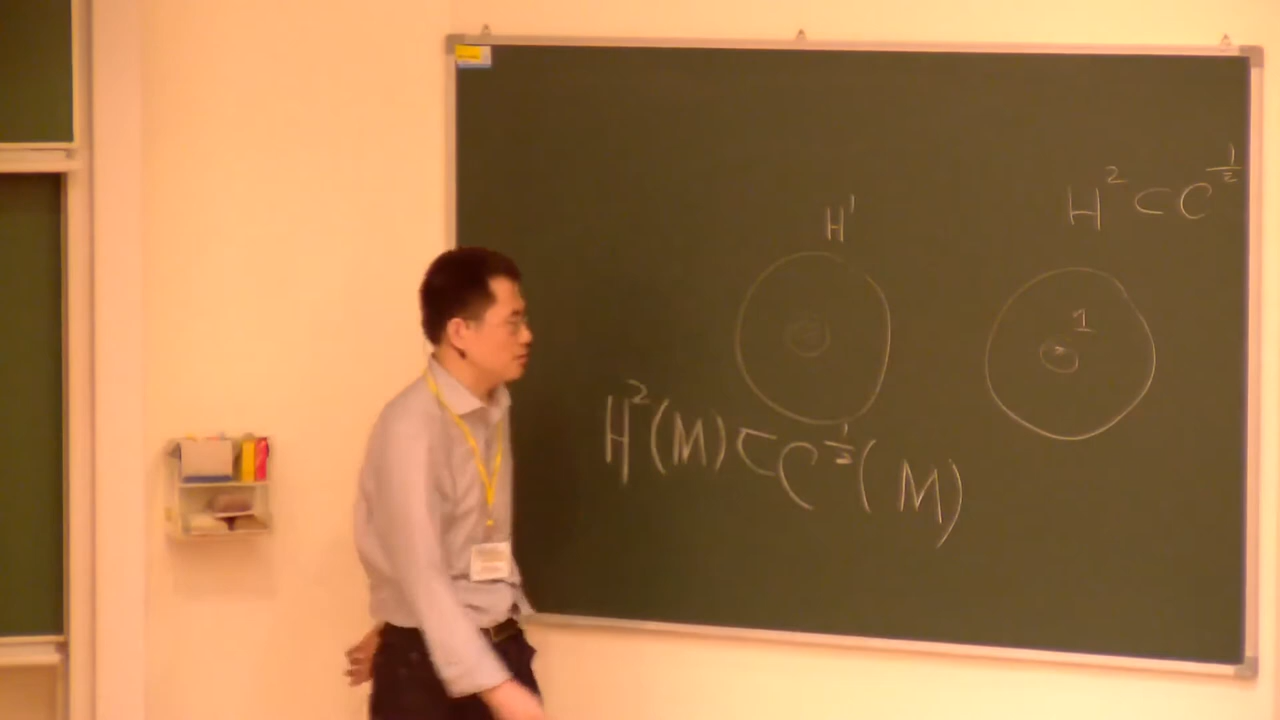 H² ⊂ C^{1/2}
H¹
1
H²(M) ⊂ C^{1/2}(M)